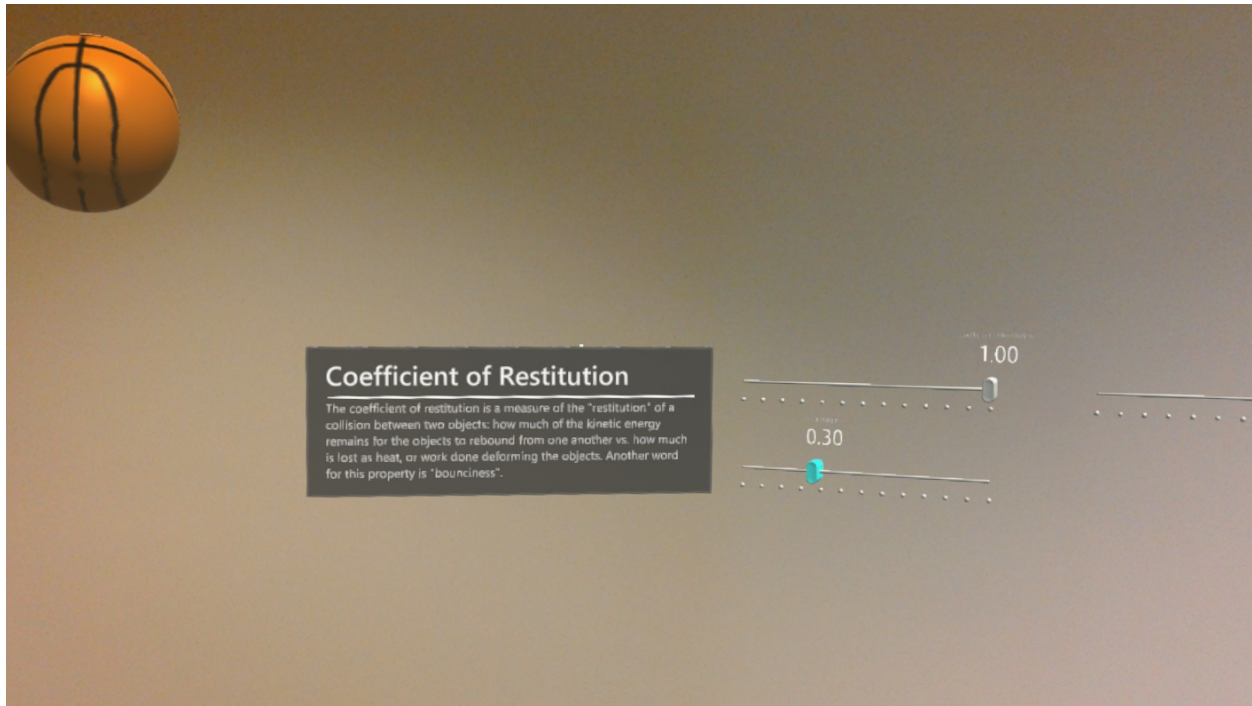 Coefficient of Restitution
The coefficient of restitution is a measure of the "restitution" of a
collision between two objects: how much of the kinetic energy
remains for the objects to rebound from one another vs. how much
is lost as heat, or work done deforming the objects. Another word
for this property is "bounciness".
1.00
0.30